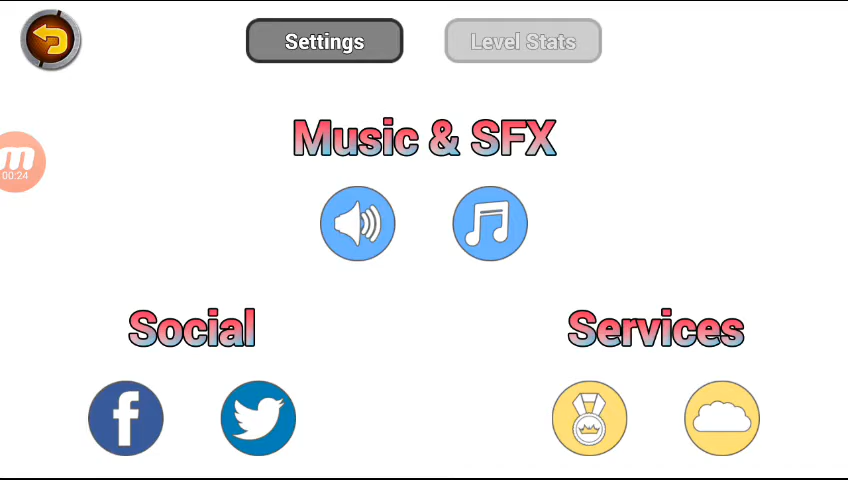 Settings
Level Stats
Music & SFX
m
00:24
Social
Services
f